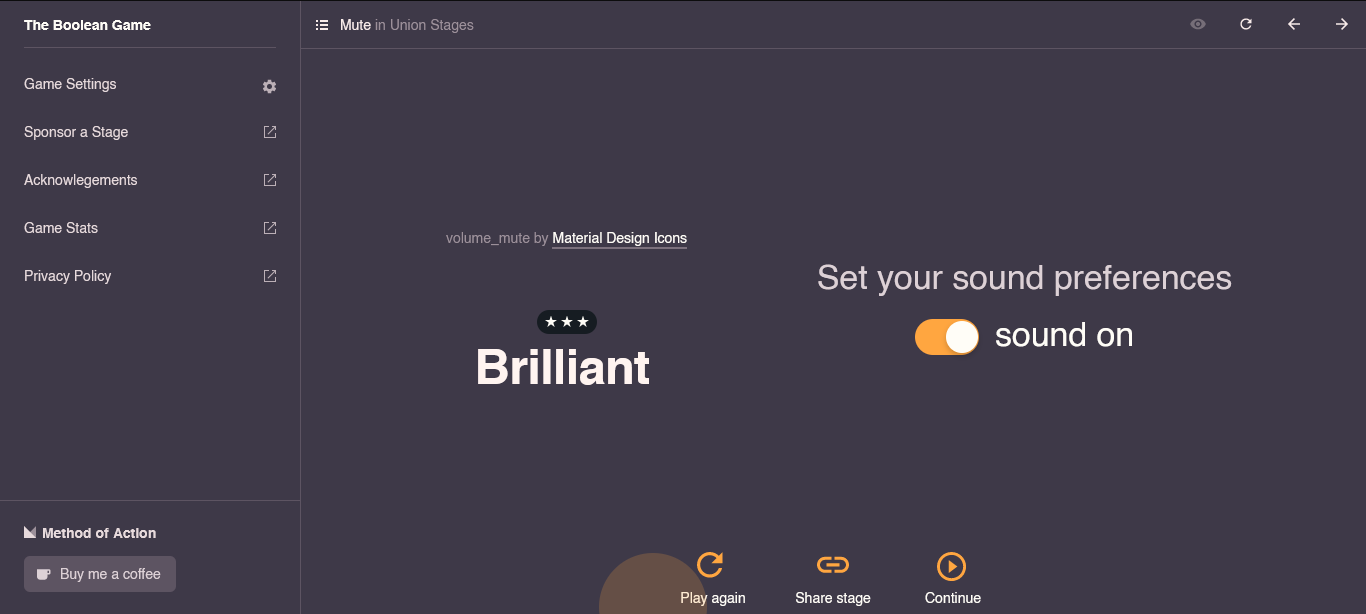 The Boolean Game
Game Settings
Sponsor a Stage
Acknowlegements
Game Stats
Privacy Policy
Method of Action
Buy me a coffee
Mute in Union Stages
volume_mute by Material Design Icons
Brilliant
Set your sound preferences
sound on
Play again
Share stage
Continue